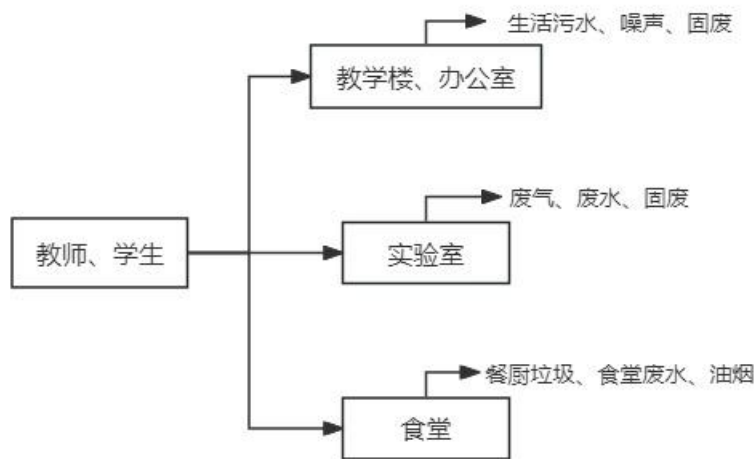 生活污水、噪声、固废
教学楼、办公室
废气、废水、固废
教师、学生
实验室
餐厨垃圾、食堂废水、油烟
食堂